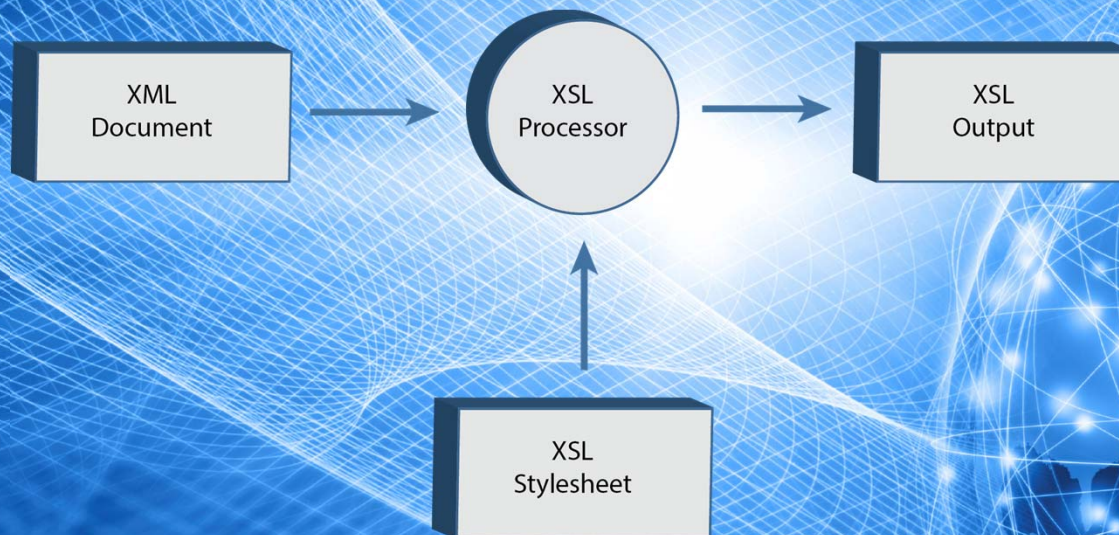 XML
Document
XSL
Processor
XSL
Output
XSL
Stylesheet